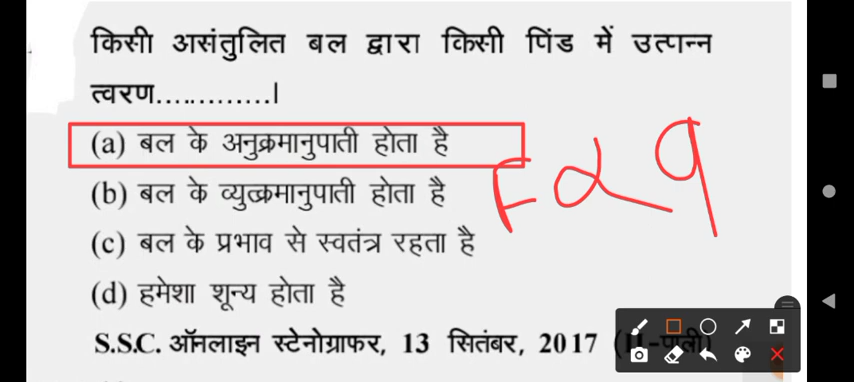 किसी असंतुलित बल द्वारा किसी पिंड में उत्पन्न
त्वरण.............।
(a) बल के अनुक्रमानुपाती होता है
(b) बल के व्युत्क्रमानुपाती होता है
F α a
(c) बल के प्रभाव से स्वतंत्र रहता है
(d) हमेशा शून्य होता है
S.S.C. ऑनलाइन स्टेनोग्राफर, 13 सितंबर, 2017 (II-पाली)